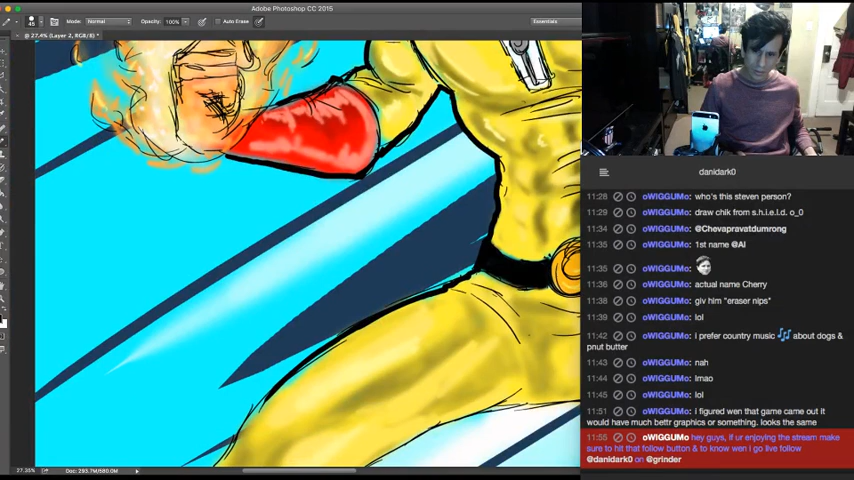 Adobe Photoshop CC 2015
45 Mode: Normal Opacity: 100% Auto Erase Essentials
@ 27.4% (Layer 2, RGB/8) *
danidark0
11:28 oWIGGUMo: who's this steven person?
11:29 oWIGGUMo: draw chik from s.h.i.e.l.d. o_0
11:34 oWIGGUMo: @Chevapravatdumrong
11:35 oWIGGUMo: 1st name @Al
11:35 oWIGGUMo:
11:36 oWIGGUMo: actual name Cherry
11:38 oWIGGUMo: giv him "eraser nips"
11:39 oWIGGUMo: lol
11:42 oWIGGUMo: i prefer country music 🎶 about odes &
pnut butter
11:43 oWIGGUMo: nah
11:44 oWIGGUMo: lmao
11:45 oWIGGUMo: lol
11:51 oWIGGUMo: i figured wen that game came out it
would have much bettr graphics or something. looks the same
11:55 oWIGGUMo hey guys, if ur enjoying the stream make
sure to hit that follow button & to know wen i go live follow
@danidark0 on @grinder
27.35% Doc: 293.7M/580.0M